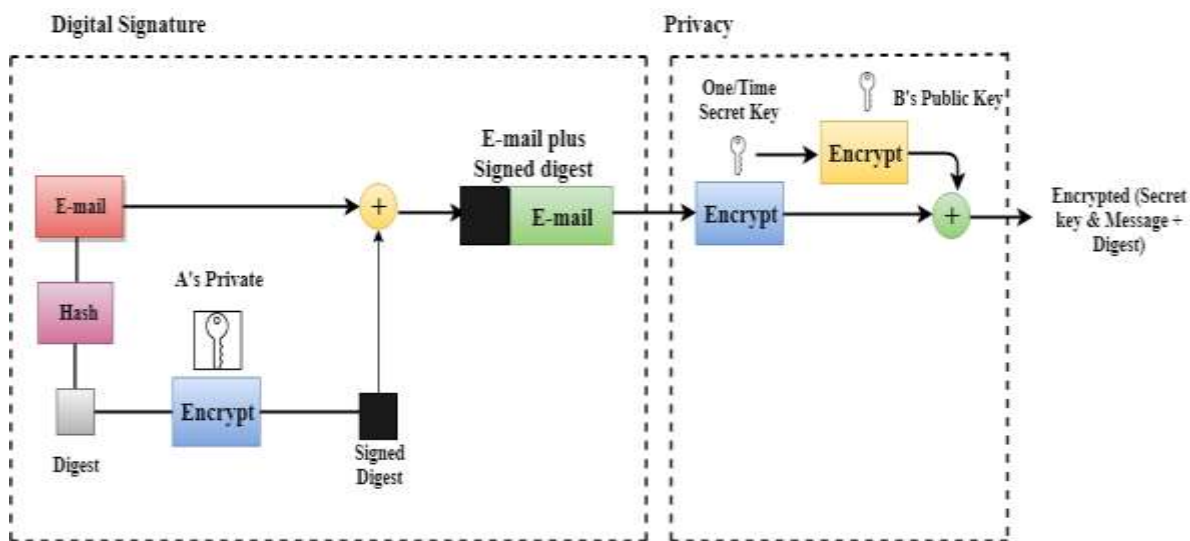 Digital Signature
Privacy
One/Time
Secret Key
B's Public Key
E-mail plus
Signed digest
Encrypt
E-mail
+
E-mail
Encrypt
+
Encrypted (Secret
key & Message +
Digest)
A's Private
Hash
Encrypt
Digest
Signed
Digest